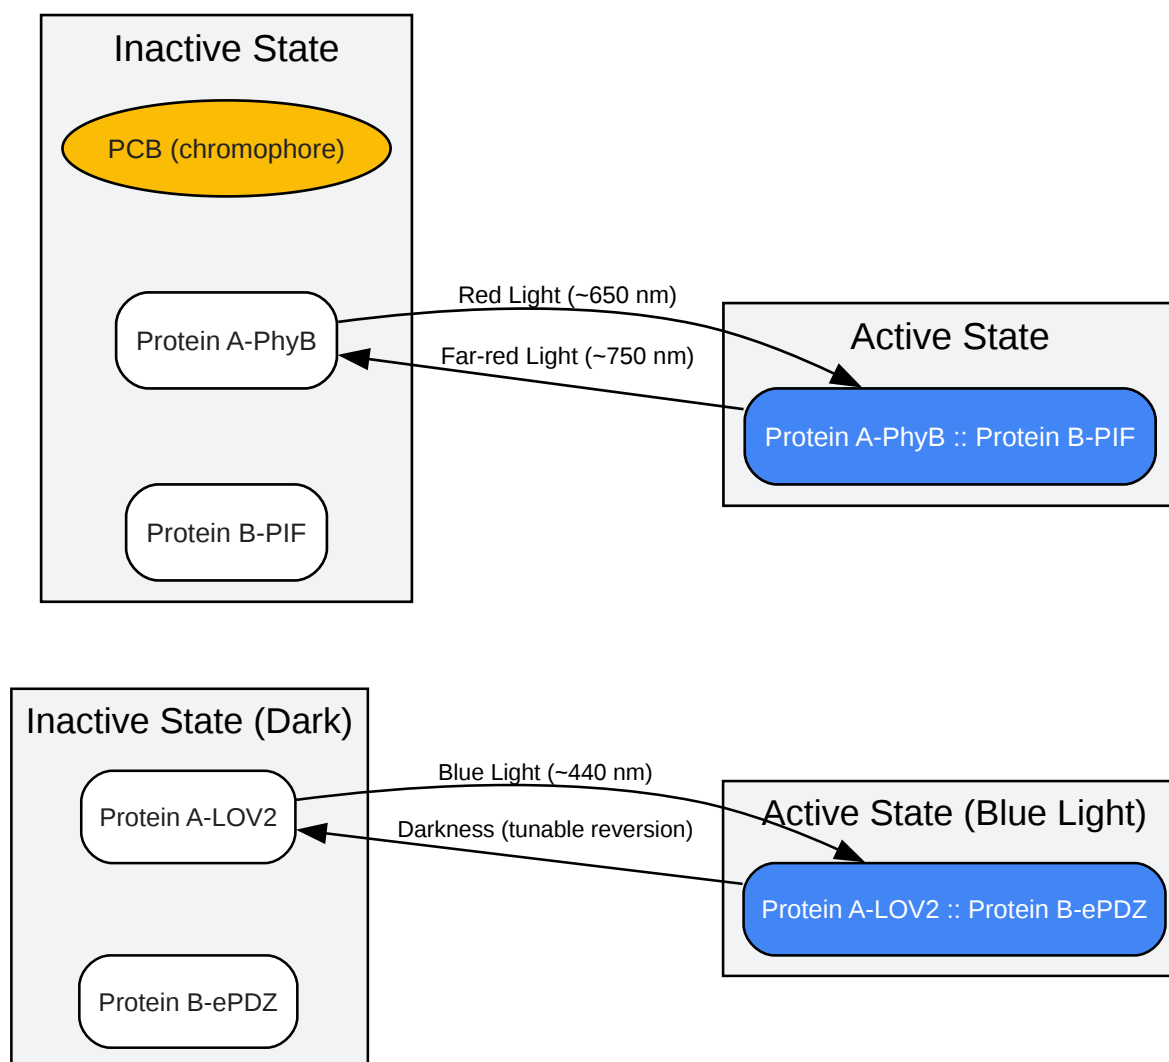 Inactive State
PCB (chromophore)
Protein A-PhyB
Protein B-PIF
Red Light (~650 nm)
Far-red Light (~750 nm)
Active State
Protein A-PhyB :: Protein B-PIF
Inactive State (Dark)
Protein A-LOV2
Protein B-ePDZ
Blue Light (~440 nm)
Darkness (tunable reversion)
Active State (Blue Light)
Protein A-LOV2 :: Protein B-ePDZ